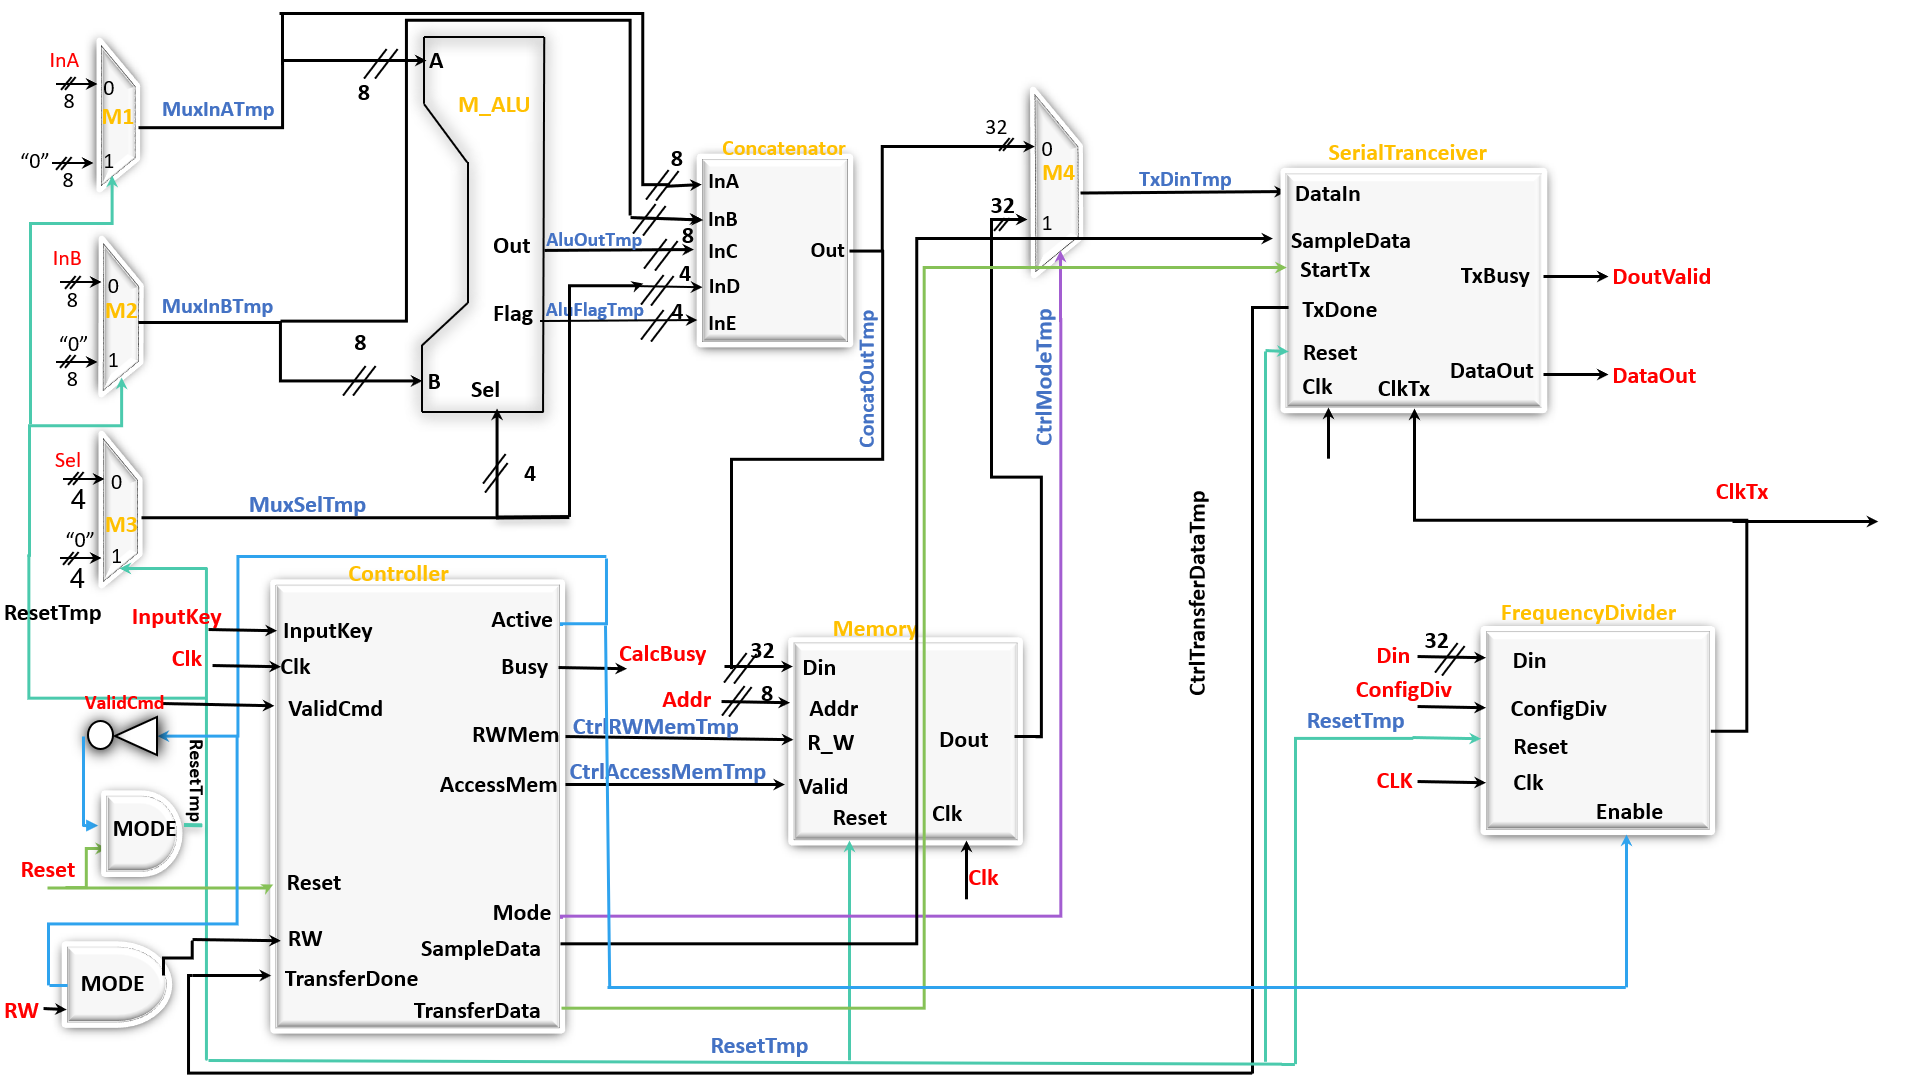 InA
8
0
M1
"0"
8
1
MuxInATmp
InB
8
0
M2
"0"
8
1
MuxInBTmp
Sel
4
0
M3
"0"
4
1
MuxSelTmp
8
A
M_ALU
Out
Flag
8
B
Sel
4
AluOutTmp
AluFlagTmp
Concatenator
8
InA
InB
8
InC
4
InD
4
InE
Out
ConcatOutTmp
32
0
M4
32
1
CtrlModeTmp
TxDinTmp
SerialTranceiver
DataIn
SampleData
StartTx
TxBusy
DoutValid
TxDone
Reset
DataOut
DataOut
Clk
ClkTx
ClkTx
CtrlTransferDataTmp
ResetTmp
InputKey
Clk
ValidCmd
ResetTmp
MODE
Reset
MODE
RW
Controller
InputKey
Clk
ValidCmd
Reset
RW
TransferDone
Active
Busy
RWMem
AccessMem
Mode
SampleData
TransferData
CalcBusy
Addr
CtrlRWMemTmp
CtrlAccessMemTmp
Memory
32
Din
8
Addr
R_W
Valid
Reset
Clk
Dout
Clk
ResetTmp
FrequencyDivider
Din
32
Din
ConfigDiv
ConfigDiv
ResetTmp
Reset
CLK
Clk
Enable